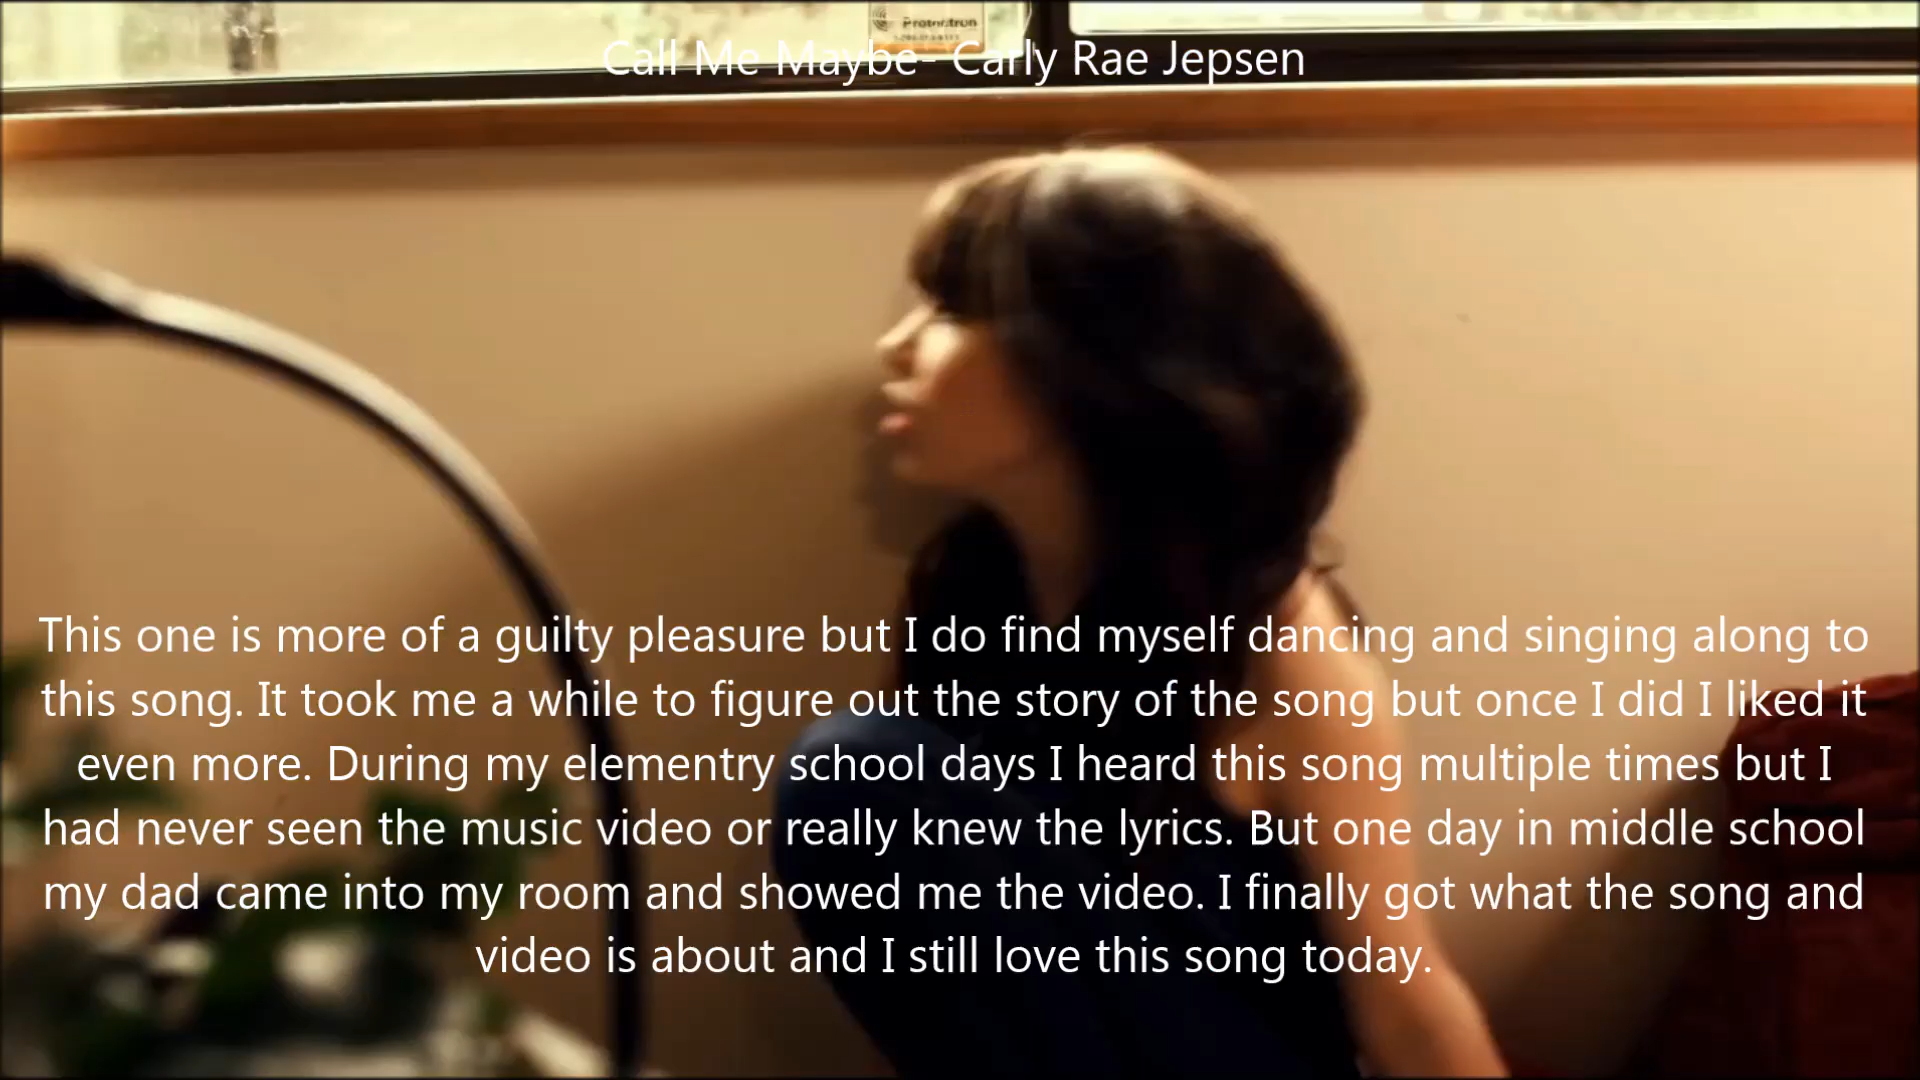 Protectron
Call Me Maybe- Carly Rae Jepsen
This one is more of a guilty pleasure but I do find myself dancing and singing along to
this song. It took me a while to figure out the story of the song but once I did I liked it
even more. During my elementry school days I heard this song multiple times but I
had never seen the music video or really knew the lyrics. But one day in middle school
my dad came into my room and showed me the video. I finally got what the song and
video is about and I still love this song today.